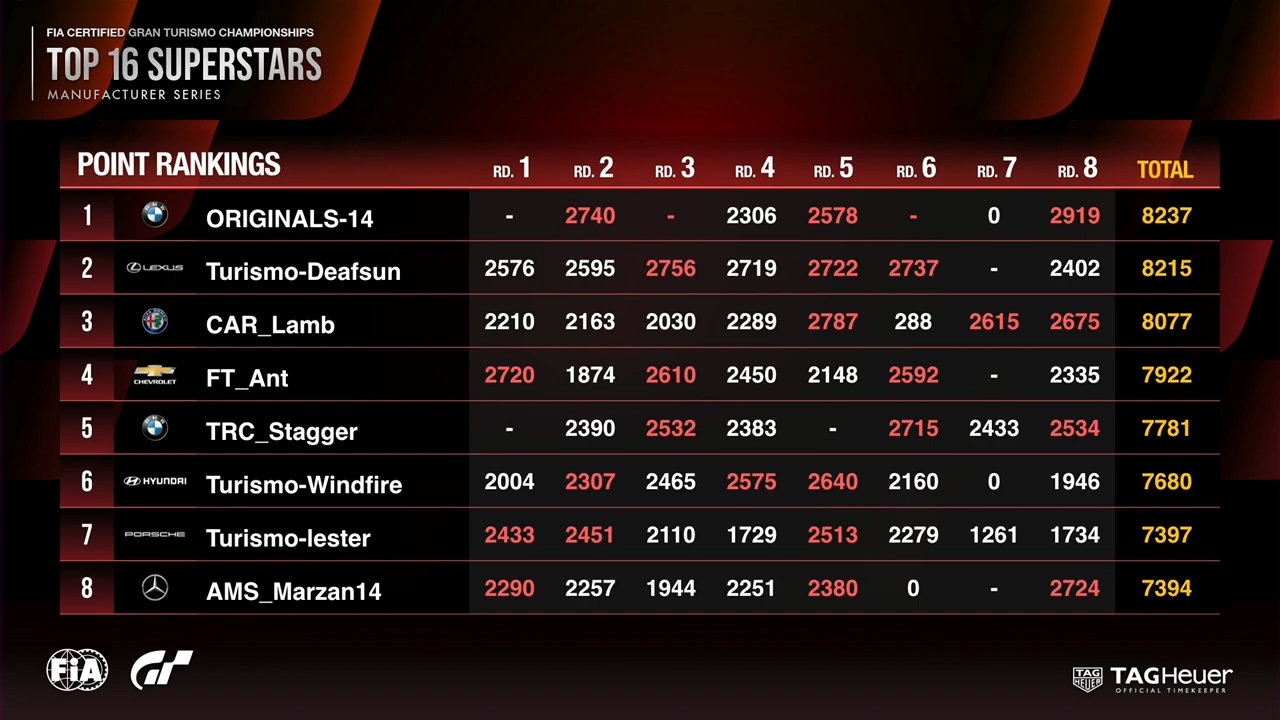 FIA CERTIFIED GRAN TURISMO CHAMPIONSHIPS
TOP 16 SUPERSTARS
MANUFACTURER SERIES
POINT RANKINGS RD. 1 RD. 2 RD. 3 RD. 4 RD. 5 RD. 6 RD. 7 RD. 8 TOTAL
1 BMW ORIGINALS-14 - 2740 - 2306 2578 - 0 2919 8237
2 LEXUS Turismo-Deafsun 2576 2595 2756 2719 2722 2737 - 2402 8215
3 CAR_Lamb 2210 2163 2030 2289 2787 288 2615 2675 8077
4 CHEVROLET FT_Ant 2720 1874 2610 2450 2148 2592 - 2335 7922
5 BMW TRC_Stagger - 2390 2532 2383 - 2715 2433 2534 7781
6 HYUNDAI Turismo-Windfire 2004 2307 2465 2575 2640 2160 0 1946 7680
7 PORSCHE Turismo-lester 2433 2451 2110 1729 2513 2279 1261 1734 7397
8 AMS_Marzan14 2290 2257 1944 2251 2380 0 - 2724 7394
FiA GT TAG HEUER TAGHeuer
OFFICIAL TIMEKEEPER